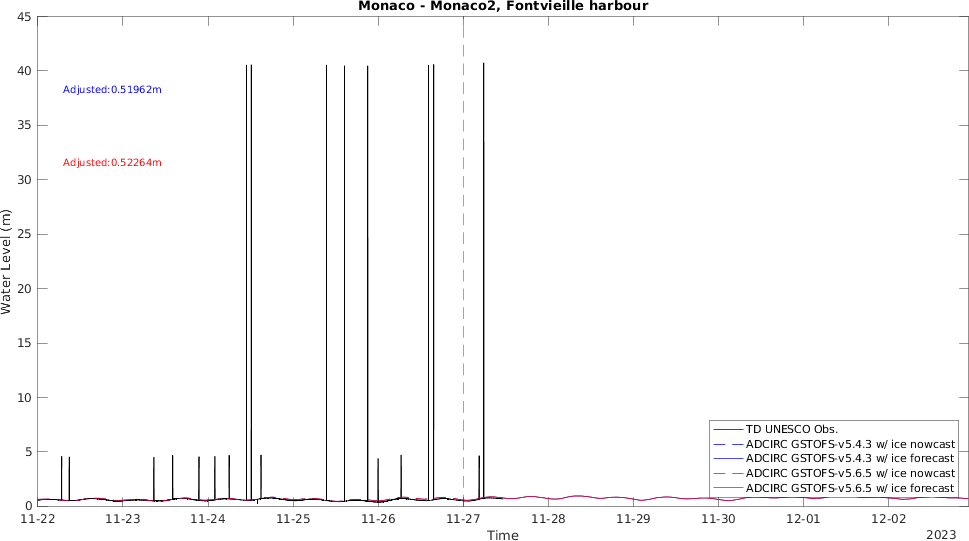 Monaco - Monaco2, Fontvieille harbour
45
40
35
30
25
20
15
10
5
0
Water Level (m)
Adjusted:0.51962m
Adjusted:0.52264m
TD UNESCO Obs.
ADCIRC GSTOFS-v5.4.3 w/ ice nowcast
ADCIRC GSTOFS-v5.4.3 w/ ice forecast
ADCIRC GSTOFS-v5.6.5 w/ ice nowcast
ADCIRC GSTOFS-v5.6.5 w/ ice forecast
11-22 11-23 11-24 11-25 11-26 11-27 11-28 11-29 11-30 12-01 12-02
Time
2023